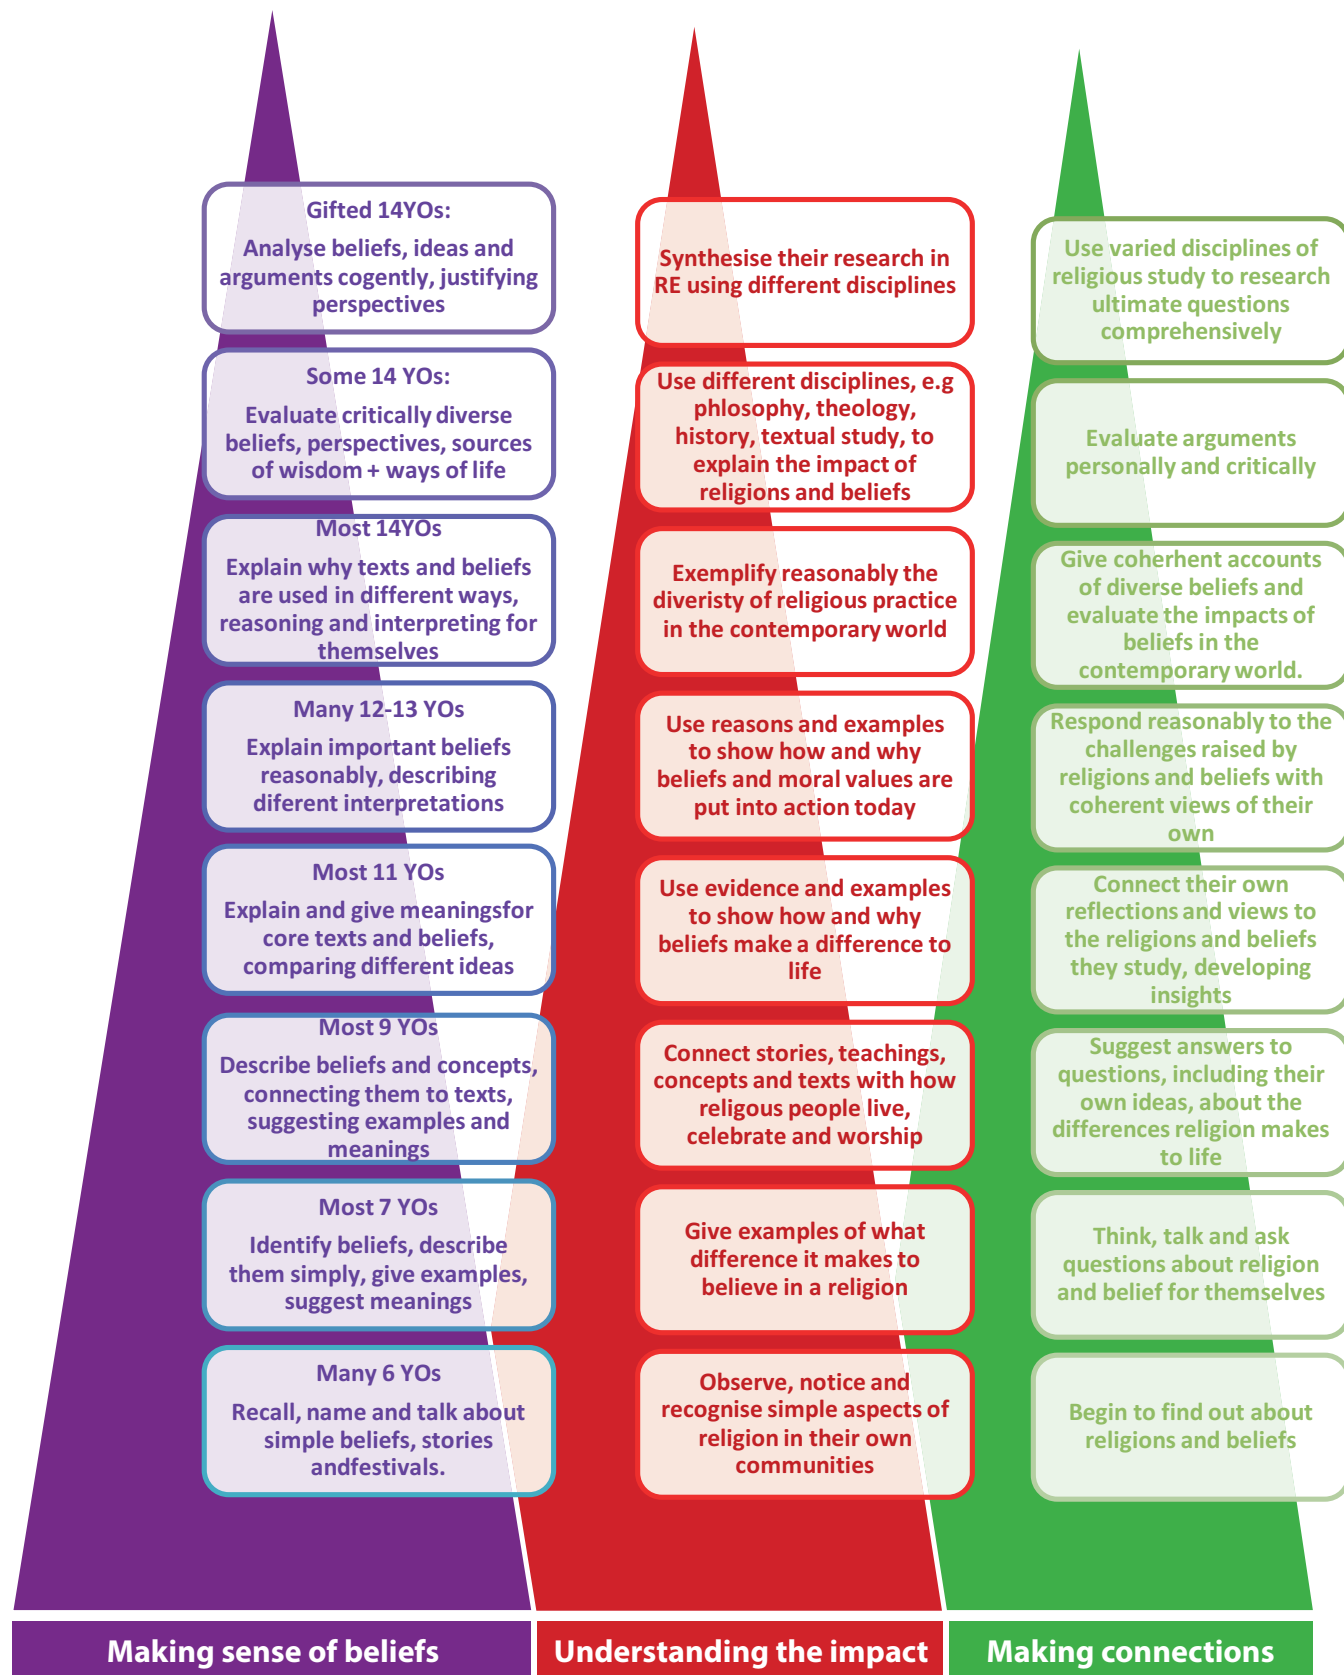 Gifted 14YOs:
Analyse beliefs, ideas and
arguments cogently, justifying
perspectives
Some 14 YOs:
Evaluate critically diverse
beliefs, perspectives, sources
of wisdom + ways of life
Most 14YOs
Explain why texts and beliefs
are used in different ways,
reasoning and interpreting for
themselves
Many 12-13 YOs
Explain important beliefs
reasonably, describing
diferent interpretations
Most 11 YOs
Explain and give meaningsfor
core texts and beliefs,
comparing different ideas
Most 9 YOs
Describe beliefs and concepts,
connecting them to texts,
suggesting examples and
meanings
Most 7 YOs
Identify beliefs, describe
them simply, give examples,
suggest meanings
Many 6 YOs
Recall, name and talk about
simple beliefs, stories
andfestivals.
Making sense of beliefs
Synthesise their research in
RE using different disciplines
Use different disciplines, e.g
phlosophy, theology,
history, textual study, to
explain the impact of
religions and beliefs
Exemplify reasonably the
diveristy of religious practice
in the contemporary world
Use reasons and examples
to show how and why
beliefs and moral values are
put into action today
Use evidence and examples
to show how and why
beliefs make a difference to
life
Connect stories, teachings,
concepts and texts with how
religous people live,
celebrate and worship
Give examples of what
difference it makes to
believe in a religion
Observe, notice and
recognise simple aspects of
religion in their own
communities
Understanding the impact
Use varied disciplines of
religious study to research
ultimate questions
comprehensively
Evaluate arguments
personally and critically
Give coherhent accounts
of diverse beliefs and
evaluate the impacts of
beliefs in the
contemporary world.
Respond reasonably to the
challenges raised by
religions and beliefs with
coherent views of their
own
Connect their own
reflections and views to
the religions and beliefs
they study, developing
insights
Suggest answers to
questions, including their
own ideas, about the
differences religion makes
to life
Think, talk and ask
questions about religion
and belief for themselves
Begin to find out about
religions and beliefs
Making connections